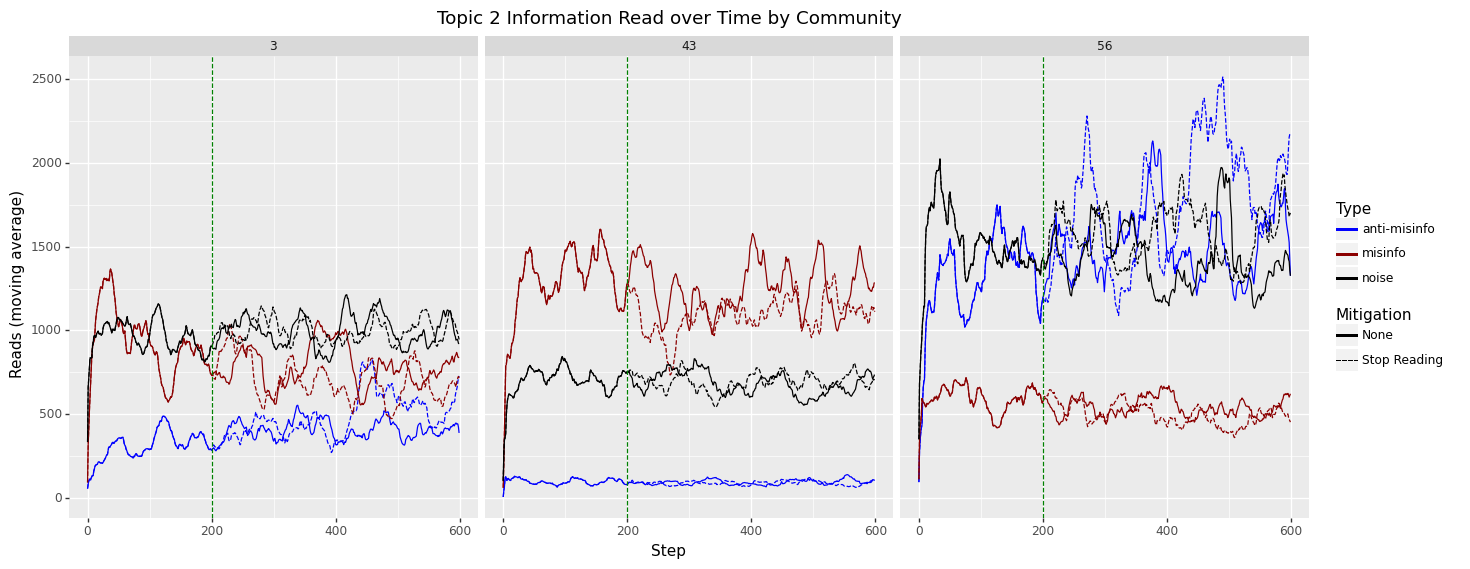 Topic 2 Information Read over Time by Community
3
43
56
Reads (moving average)
2500
2000
1500
1000
500
0
0
200
400
600
0
200
400
600
0
200
400
600
Step
Type
anti-misinfo
misinfo
noise
Mitigation
None
Stop Reading